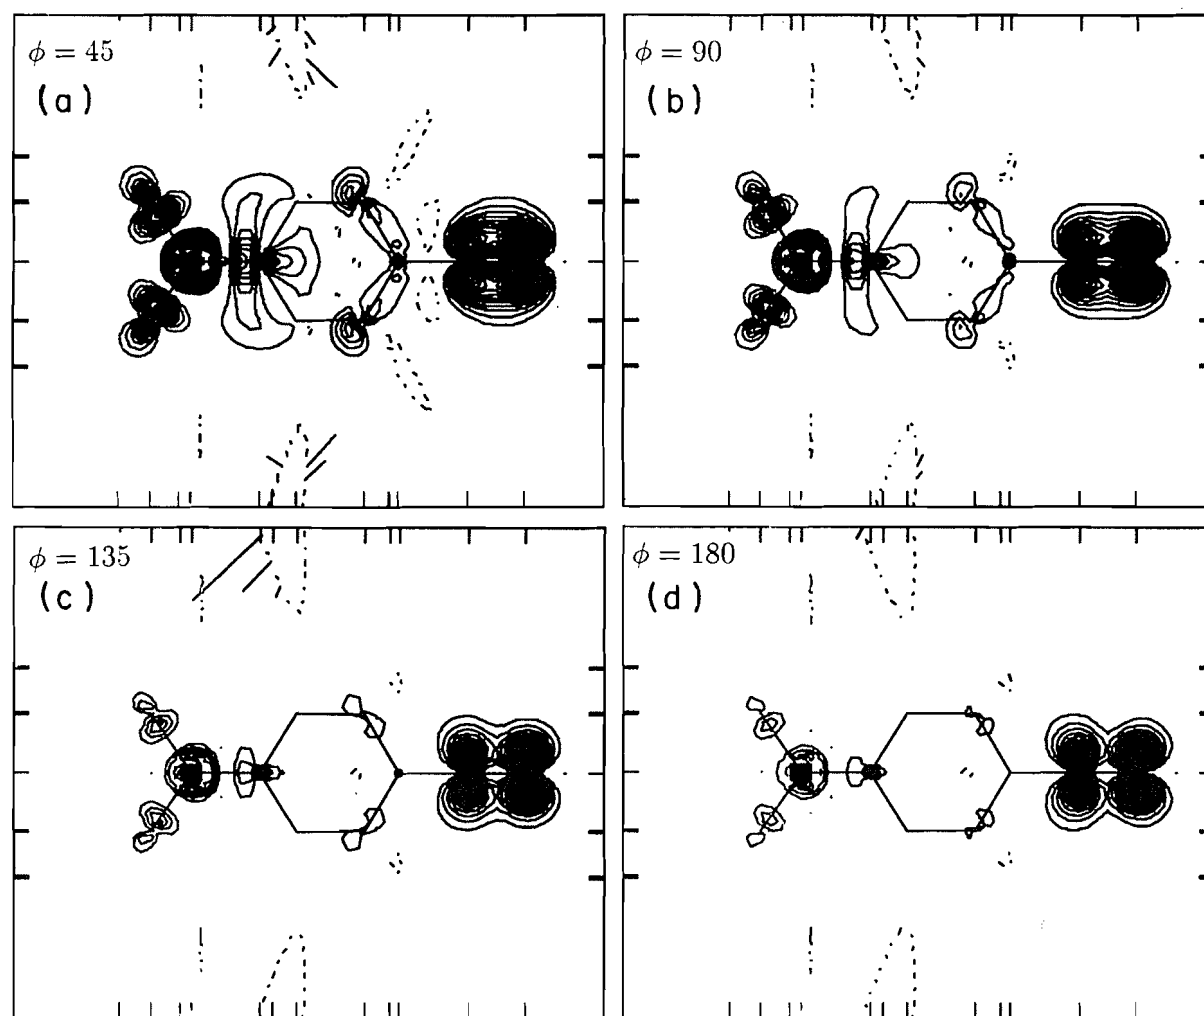 ϕ = 45
(a)
ϕ = 90
(b)
ϕ = 135
(c)
ϕ = 180
(d)